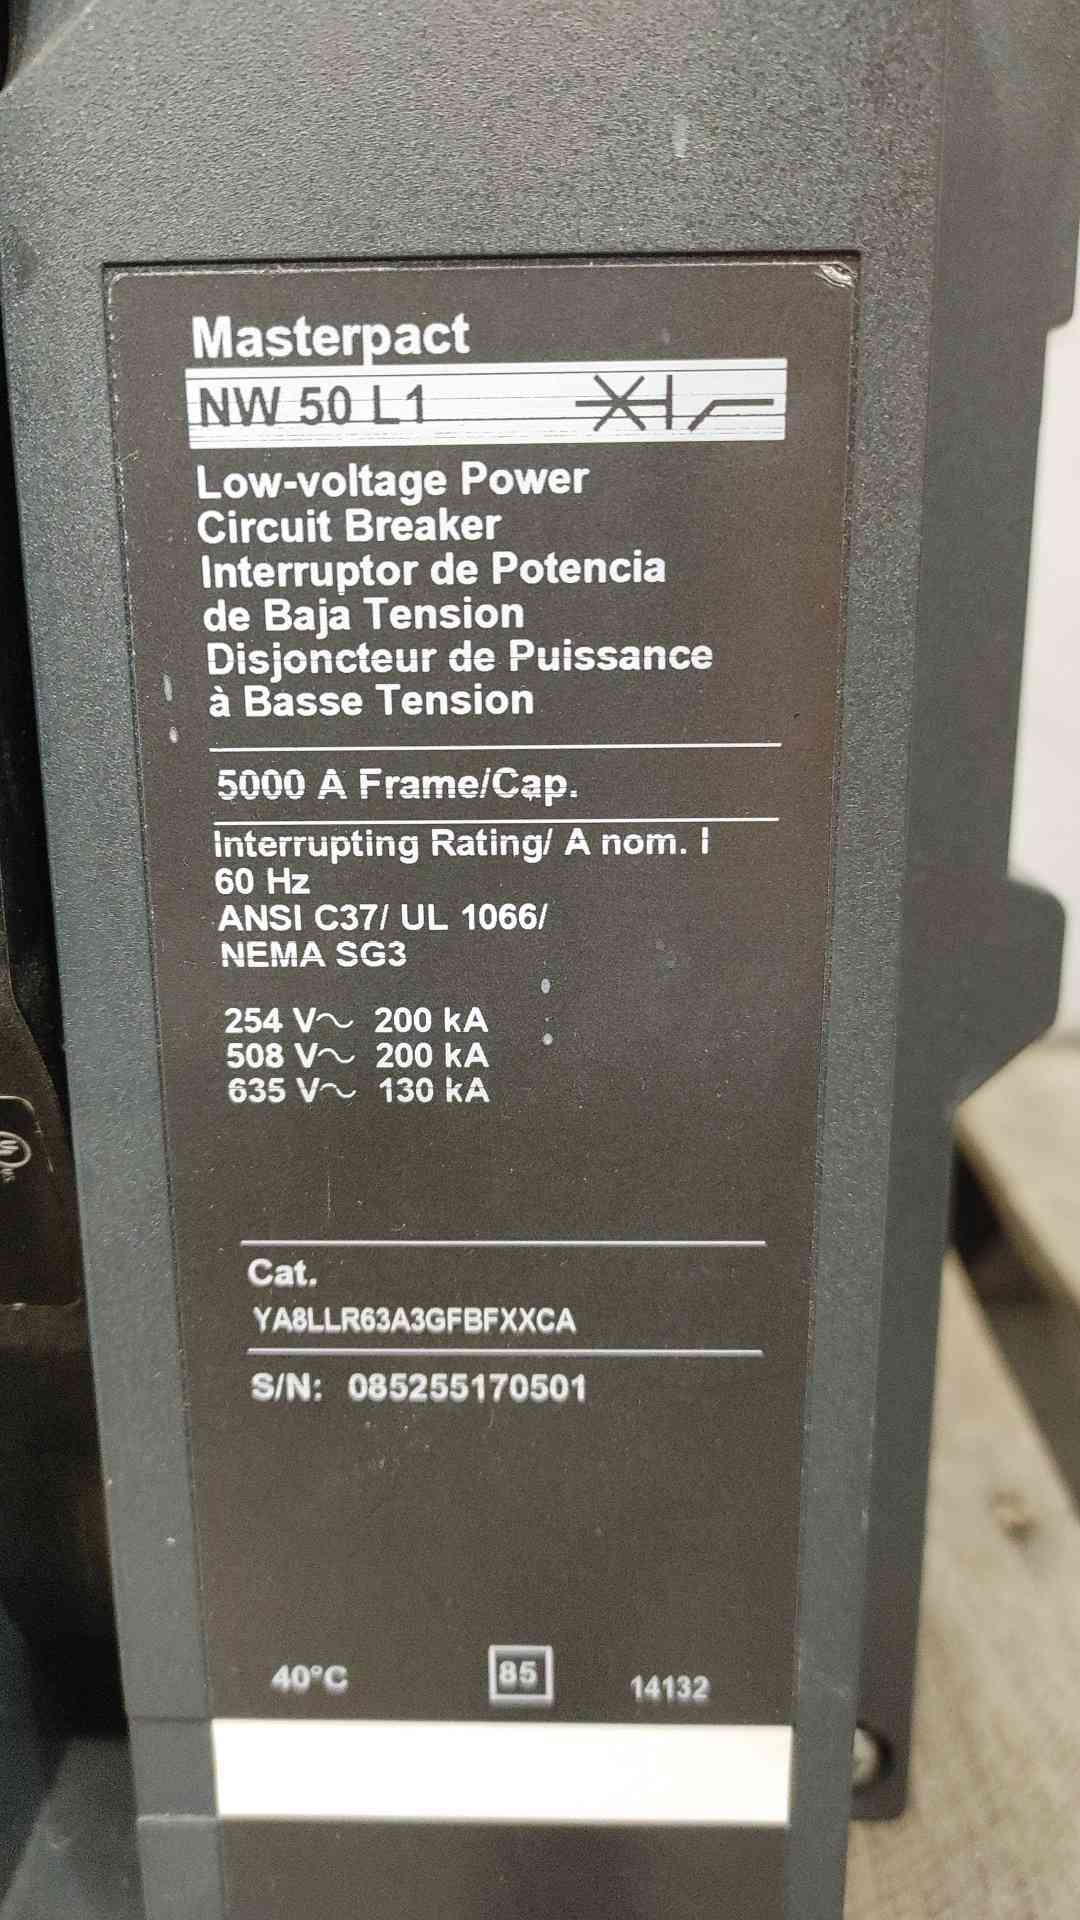 Masterpact
NW 50 L1
Low-voltage Power
Circuit Breaker
Interruptor de Potencia
de Baja Tension
Disjoncteur de Puissance
à Basse Tension
5000 A Frame/Cap.
Interrupting Rating/ A nom. I
60 Hz
ANSI C37/ UL 1066/
NEMA SG3
254 V~ 200 kA
508 V~ 200 kA
635 V~ 130 kA
Cat.
YA8LLR63A3GFBFXXCA
S/N: 085255170501
40°C 85 14132